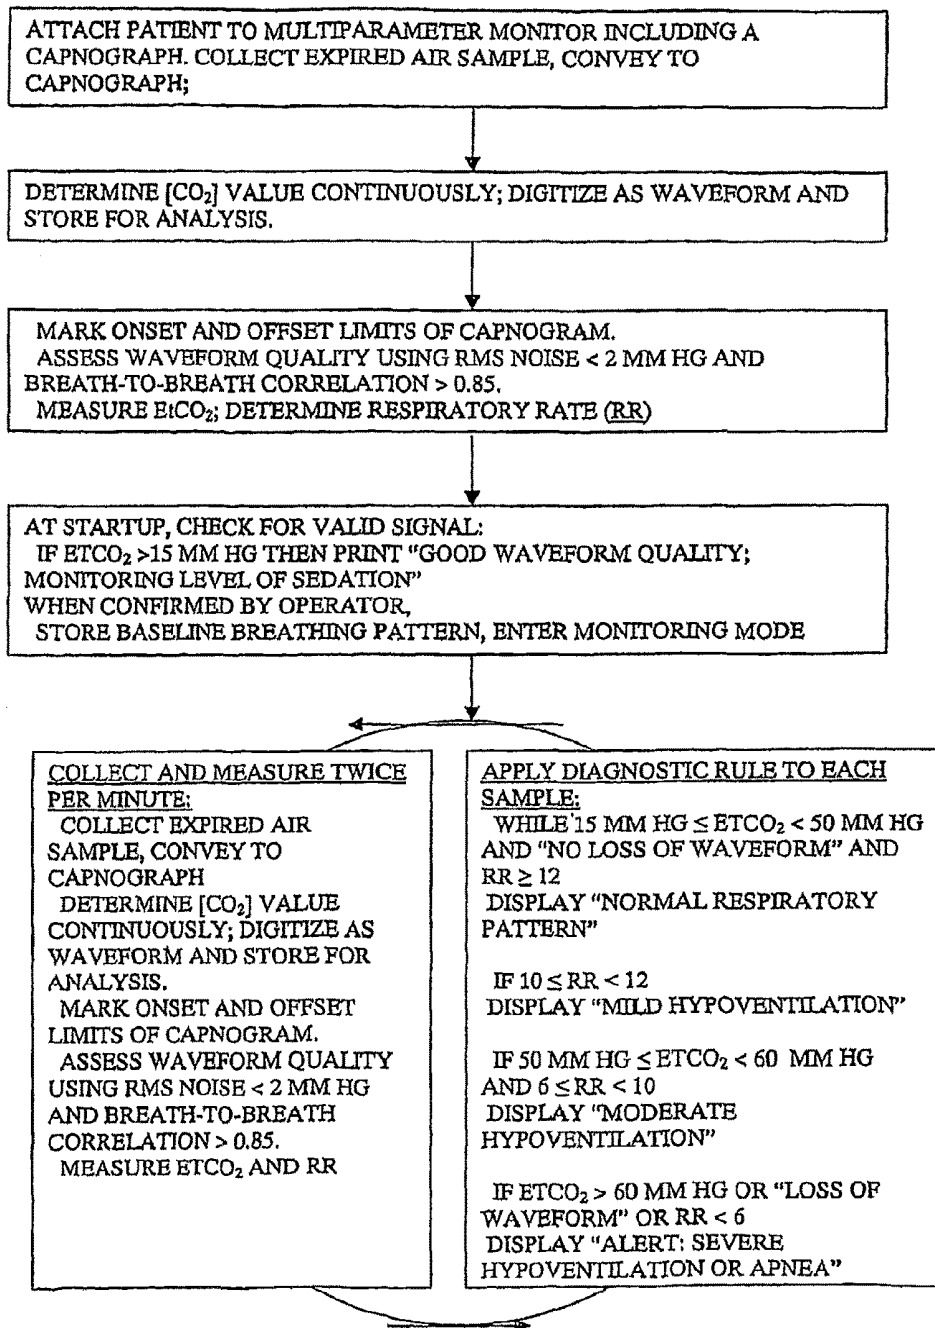 ATTACH PATIENT TO MULTIPARAMETER MONITOR INCLUDING A
CAPNOGRAPH. COLLECT EXPIRED AIR SAMPLE, CONVEY TO
CAPNOGRAPH;
DETERMINE [CO₂] VALUE CONTINUOUSLY; DIGITIZE AS WAVEFORM AND
STORE FOR ANALYSIS.
MARK ONSET AND OFFSET LIMITS OF CAPNOGRAM.
ASSESS WAVEFORM QUALITY USING RMS NOISE < 2 MM HG AND
BREATH-TO-BREATH CORRELATION > 0.85.
MEASURE EtCO₂; DETERMINE RESPIRATORY RATE (RR)
AT STARTUP, CHECK FOR VALID SIGNAL:
IF ETCO₂ >15 MM HG THEN PRINT “GOOD WAVEFORM QUALITY;
MONITORING LEVEL OF SEDATION”
WHEN CONFIRMED BY OPERATOR,
STORE BASELINE BREATHING PATTERN, ENTER MONITORING MODE
COLLECT AND MEASURE TWICE
PER MINUTE:
COLLECT EXPIRED AIR
SAMPLE, CONVEY TO
CAPNOGRAPH
DETERMINE [CO₂] VALUE
CONTINUOUSLY; DIGITIZE AS
WAVEFORM AND STORE FOR
ANALYSIS.
MARK ONSET AND OFFSET
LIMITS OF CAPNOGRAM.
ASSESS WAVEFORM QUALITY
USING RMS NOISE < 2 MM HG
AND BREATH-TO-BREATH
CORRELATION > 0.85.
MEASURE ETCO₂ AND RR
APPLY DIAGNOSTIC RULE TO EACH
SAMPLE:
WHILE 15 MM HG ≤ ETCO₂ < 50 MM HG
AND “NO LOSS OF WAVEFORM” AND
RR ≥ 12
DISPLAY “NORMAL RESPIRATORY
PATTERN”
IF 10 ≤ RR < 12
DISPLAY “MILD HYPOVENTILATION”
IF 50 MM HG ≤ ETCO₂ < 60 MM HG
AND 6 ≤ RR < 10
DISPLAY “MODERATE
HYPOVENTILATION”
IF ETCO₂ > 60 MM HG OR “LOSS OF
WAVEFORM” OR RR < 6
DISPLAY “ALERT: SEVERE
HYPOVENTILATION OR APNEA”